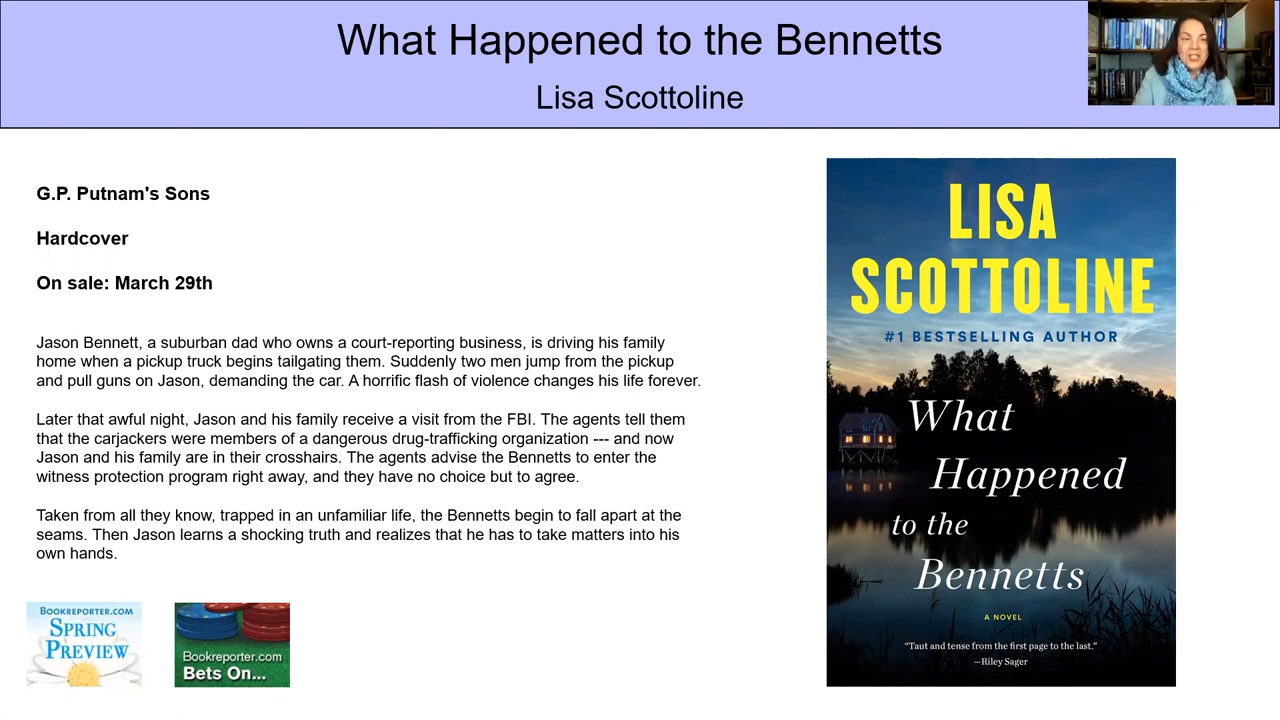 What Happened to the Bennetts
Lisa Scottoline
G.P. Putnam's Sons
Hardcover
On sale: March 29th
Jason Bennett, a suburban dad who owns a court-reporting business, is driving his family
home when a pickup truck begins tailgating them. Suddenly two men jump from the pickup
and pull guns on Jason, demanding the car. A horrific flash of violence changes his life forever.
Later that awful night, Jason and his family receive a visit from the FBI. The agents tell them
that the carjackers were members of a dangerous drug-trafficking organization --- and now
Jason and his family are in their crosshairs. The agents advise the Bennetts to enter the
witness protection program right away, and they have no choice but to agree.
Taken from all they know, trapped in an unfamiliar life, the Bennetts begin to fall apart at the
seams. Then Jason learns a shocking truth and realizes that he has to take matters into his
own hands.
BOOKREPORTER.COM
SPRING
PREVIEW
Bookreporter.com
Bets On...
LISA
SCOTTOLINE
#1 BESTSELLING AUTHOR
What
Happened
to the
Bennetts
A NOVEL
“Taut and tense from the first page to the last.”
—Riley Sager